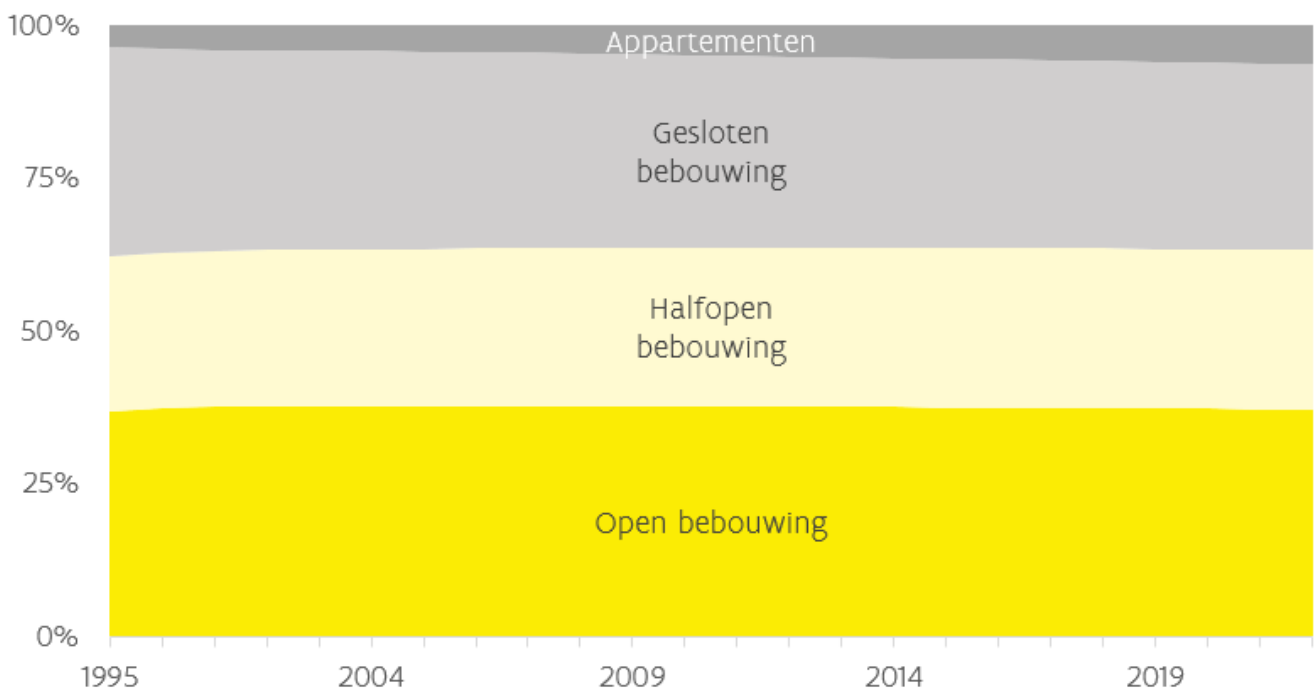 100%
Appartementen
Gesloten
bebouwing
75%
Halfopen
bebouwing
50%
25%
Open bebouwing
0%
1995 2004 2009 2014 2019